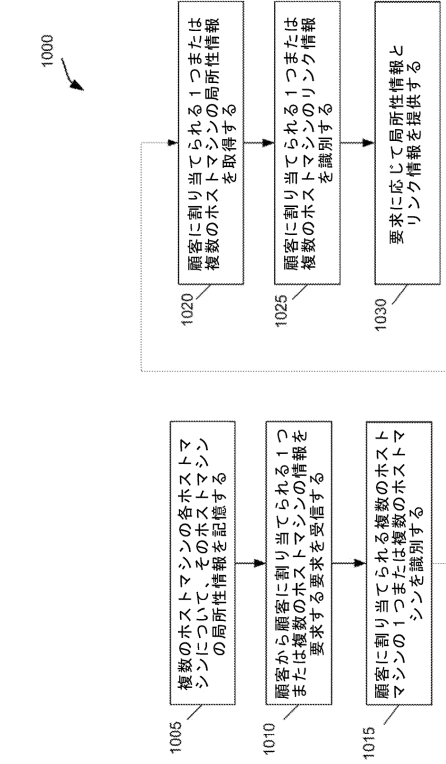 1000
1005
複数のホストマシンの各ホストマ
シンについて、そのホストマシン
の局所性情報を記憶する
1010
顧客から顧客に割り当てられる１つ
または複数のホストマシンの情報を
要求する要求を受信する
1015
顧客に割り当てられる複数のホスト
マシンの１つまたは複数のホストマ
シンを識別する
1020
顧客に割り当てられる１つまたは
複数のホストマシンの局所性情報
を取得する
1025
顧客に割り当てられる１つまたは
複数のホストマシンのリンク情報
を識別する
1030
要求に応じて局所性情報と
リンク情報を提供する